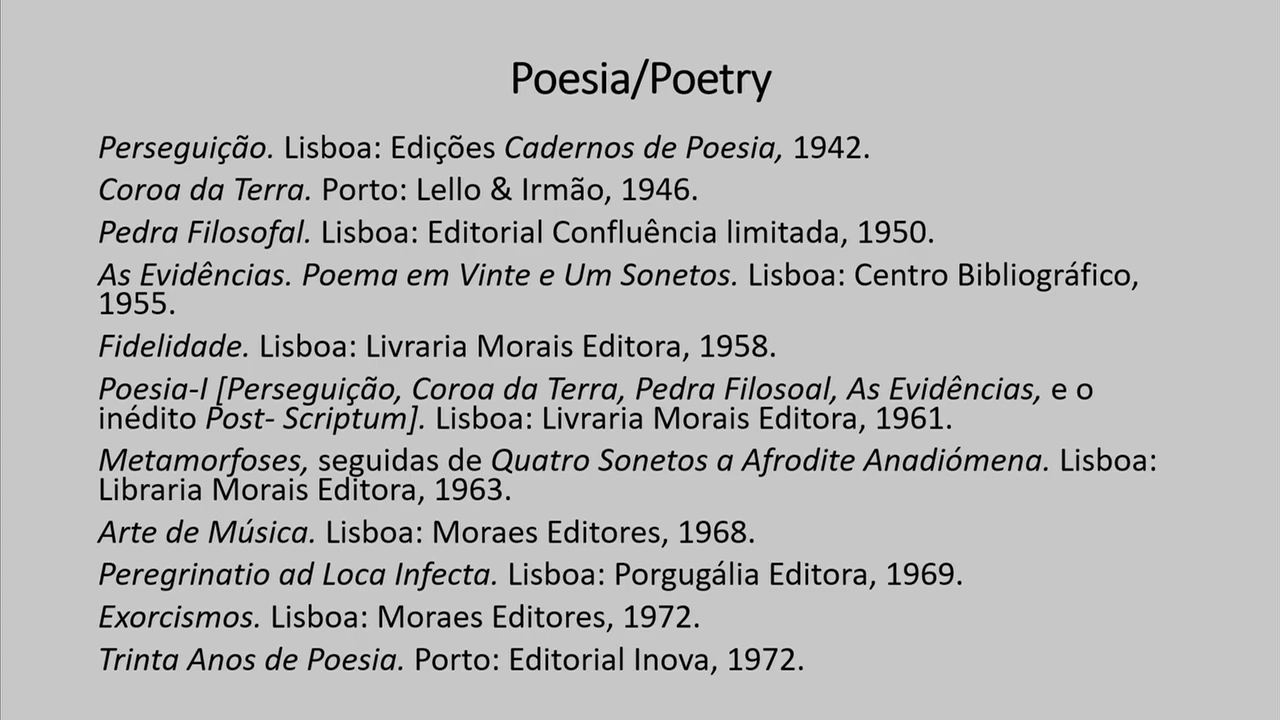 Poesia/Poetry
Perseguição. Lisboa: Edições Cadernos de Poesia, 1942.
Coroa da Terra. Porto: Lello & Irmão, 1946.
Pedra Filosofal. Lisboa: Editorial Confluência limitada, 1950.
As Evidências. Poema em Vinte e Um Sonetos. Lisboa: Centro Bibliográfico,
1955.
Fidelidade. Lisboa: Livraria Morais Editora, 1958.
Poesia-I [Perseguição, Coroa da Terra, Pedra Filosoal, As Evidências, e o
inédito Post- Scriptum]. Lisboa: Livraria Morais Editora, 1961.
Metamorfoses, seguidas de Quatro Sonetos a Afrodite Anadiómena. Lisboa:
Libraria Morais Editora, 1963.
Arte de Música. Lisboa: Moraes Editores, 1968.
Peregrinatio ad Loca Infecta. Lisboa: Porgugália Editora, 1969.
Exorcismos. Lisboa: Moraes Editores, 1972.
Trinta Anos de Poesia. Porto: Editorial Inova, 1972.